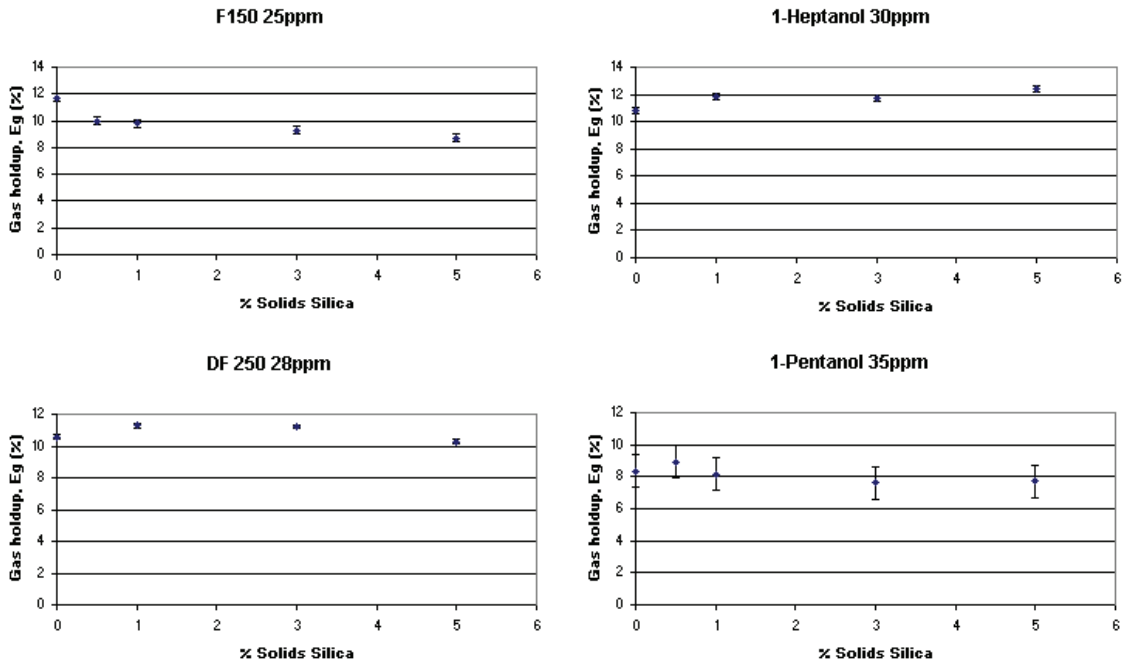 F150 25ppm
Gas holdup, Eg (%)
14
12
10
8
6
4
2
0
0 1 2 3 4 5 6
% Solids Silica
1-Heptanol 30ppm
Gas holdup, Eg (%)
14
12
10
8
6
4
2
0
0 1 2 3 4 5 6
% Solids Silica
DF 250 28ppm
Gas holdup, Eg (%)
12
10
8
6
4
2
0
0 1 2 3 4 5 6
% Solids Silica
1-Pentanol 35ppm
Gas holdup, Eg (%)
12
10
8
6
4
2
0
0 1 2 3 4 5 6
% Solids Silica